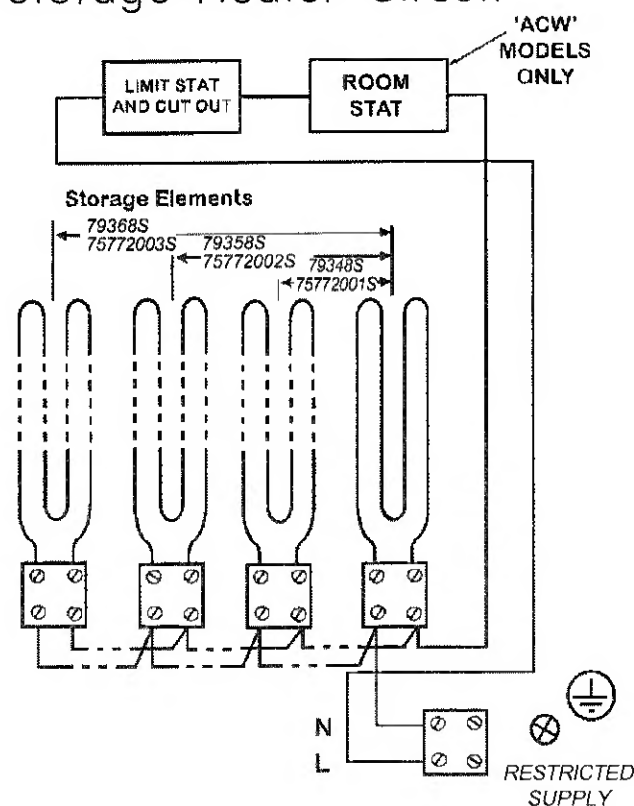 'ACW'
MODELS
ONLY
LIMIT STAT
AND CUT OUT
ROOM
STAT
Storage Elements
79368S
75772003S
79358S
75772002S
79348S
75772001S
N
L
RESTRICTED
SUPPLY